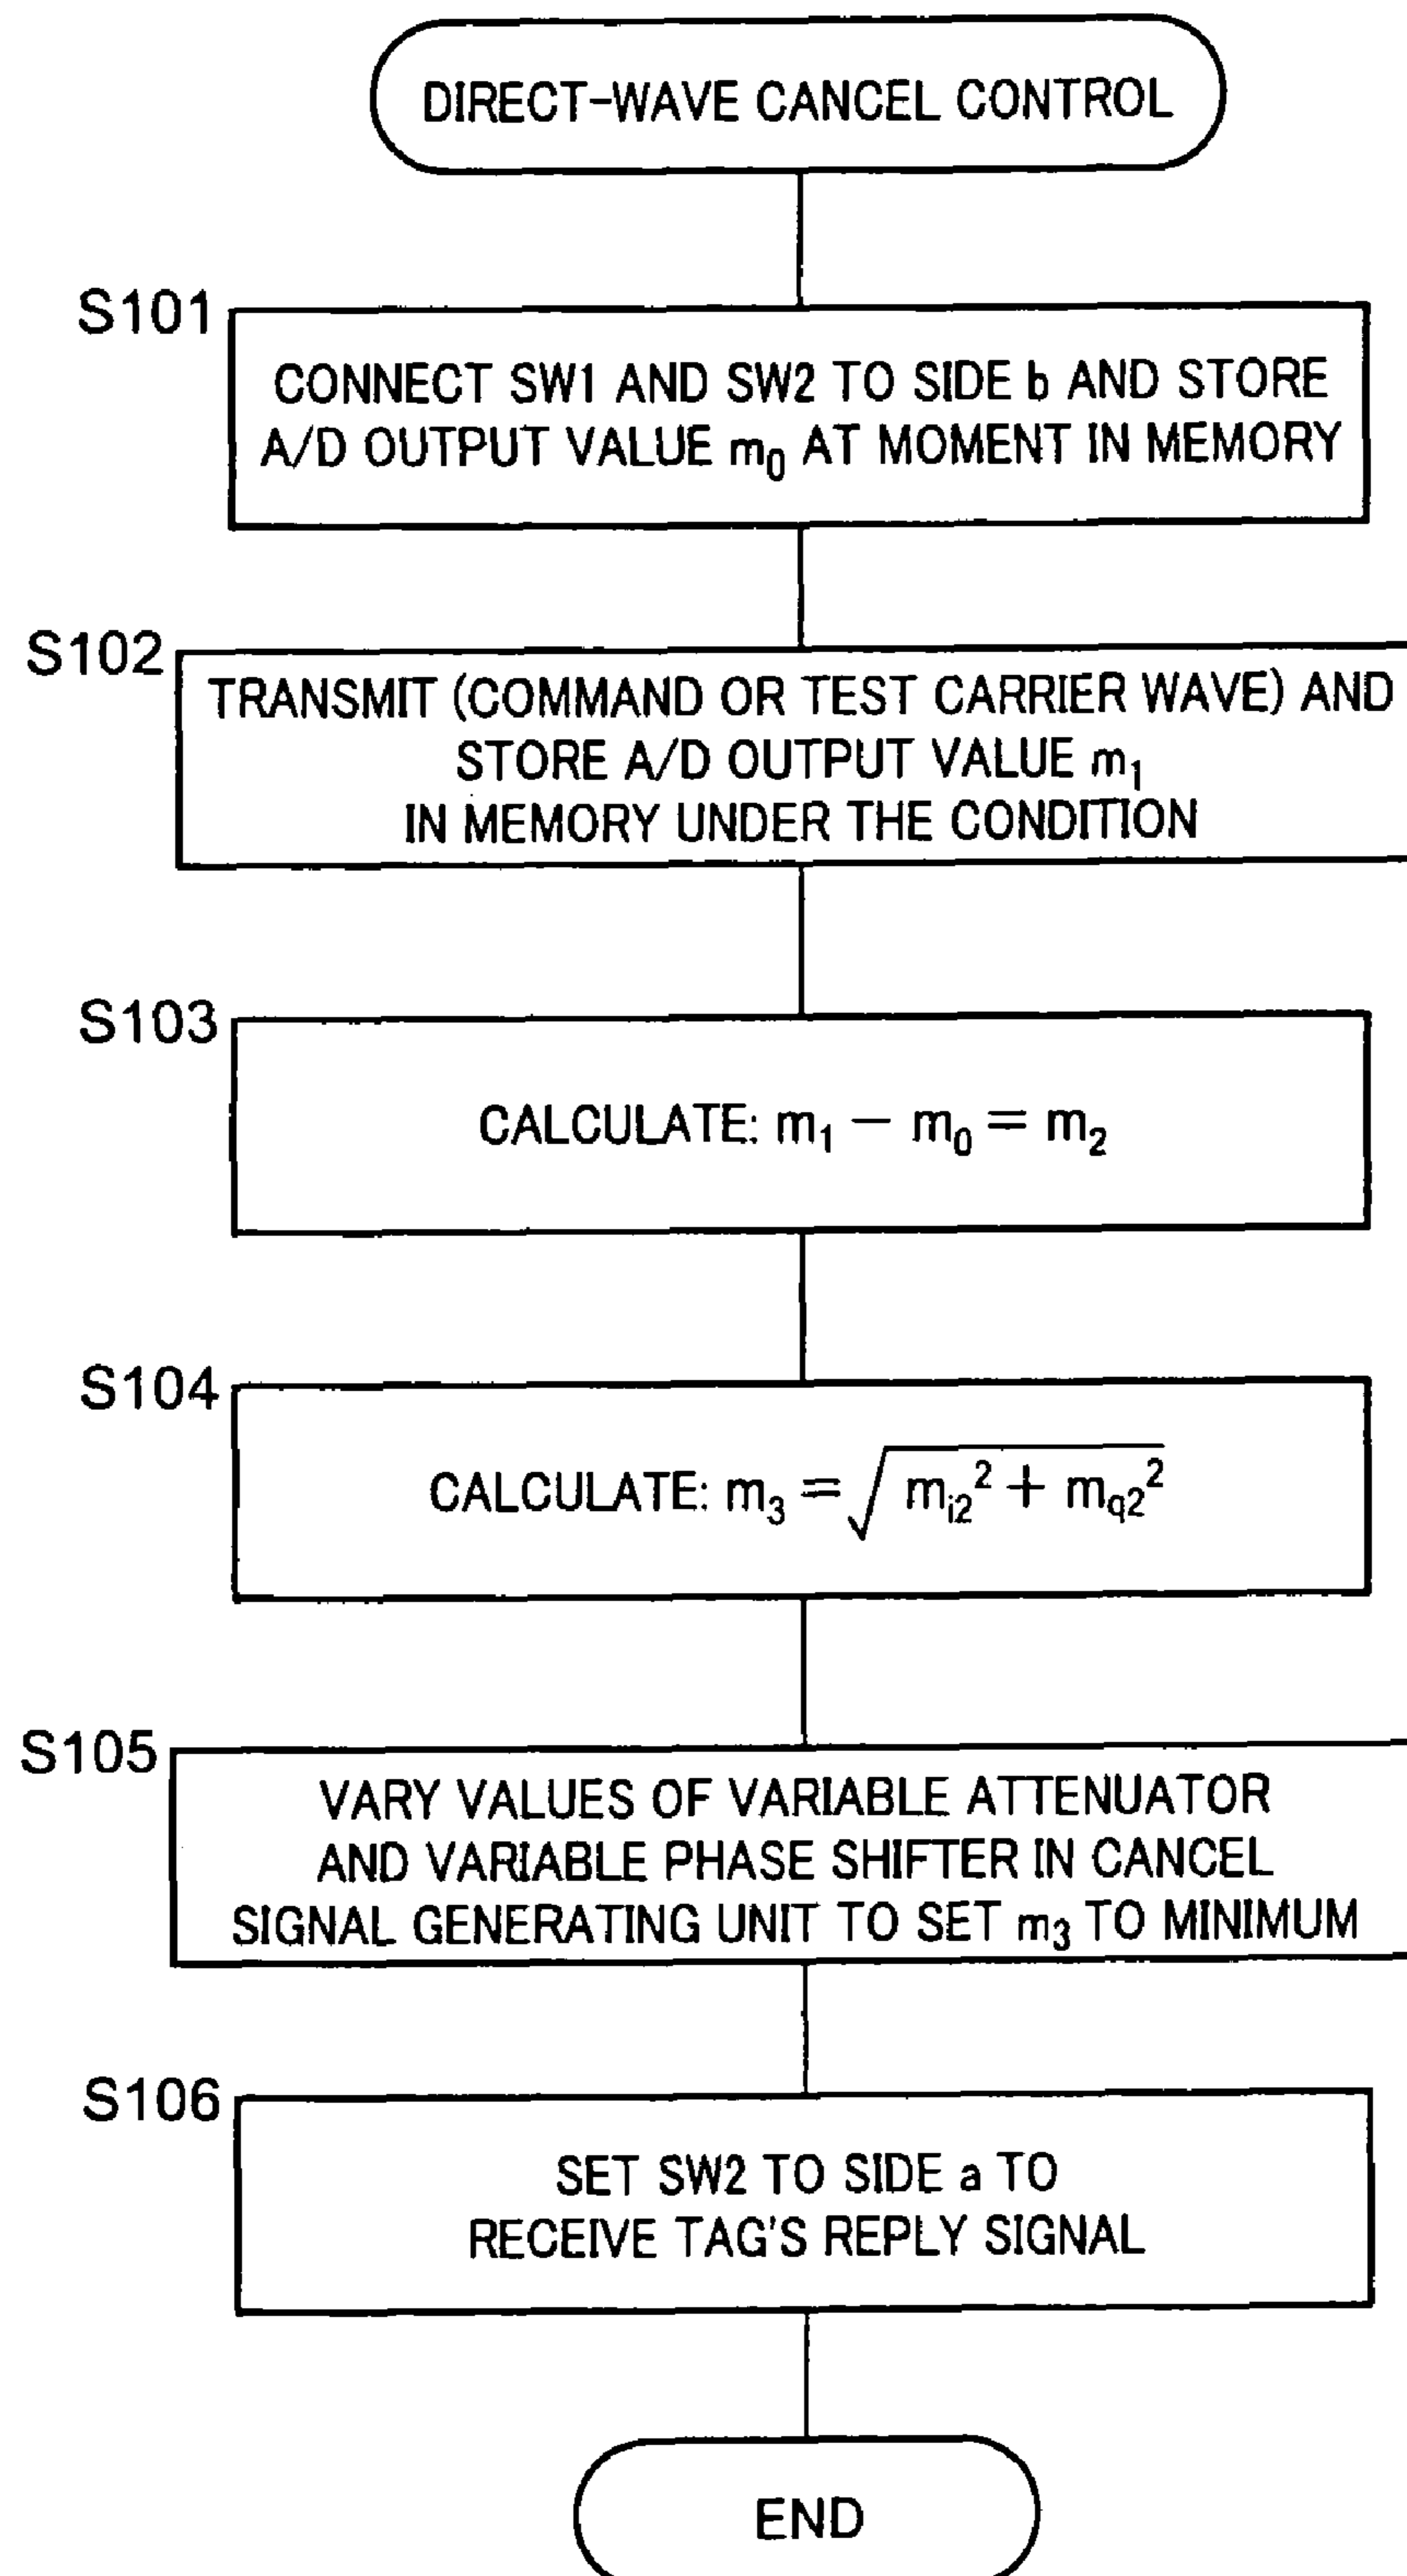 DIRECT-WAVE CANCEL CONTROL
S101
CONNECT SW1 AND SW2 TO SIDE b AND STORE
A/D OUTPUT VALUE m₀ AT MOMENT IN MEMORY
S102
TRANSMIT (COMMAND OR TEST CARRIER WAVE) AND
STORE A/D OUTPUT VALUE m₁
IN MEMORY UNDER THE CONDITION
S103
CALCULATE: m₁ − m₀ = m₂
S104
CALCULATE: m₃ = √(mᵢ₂² + m_q2²)
S105
VARY VALUES OF VARIABLE ATTENUATOR
AND VARIABLE PHASE SHIFTER IN CANCEL
SIGNAL GENERATING UNIT TO SET m₃ TO MINIMUM
S106
SET SW2 TO SIDE a TO
RECEIVE TAG'S REPLY SIGNAL
END